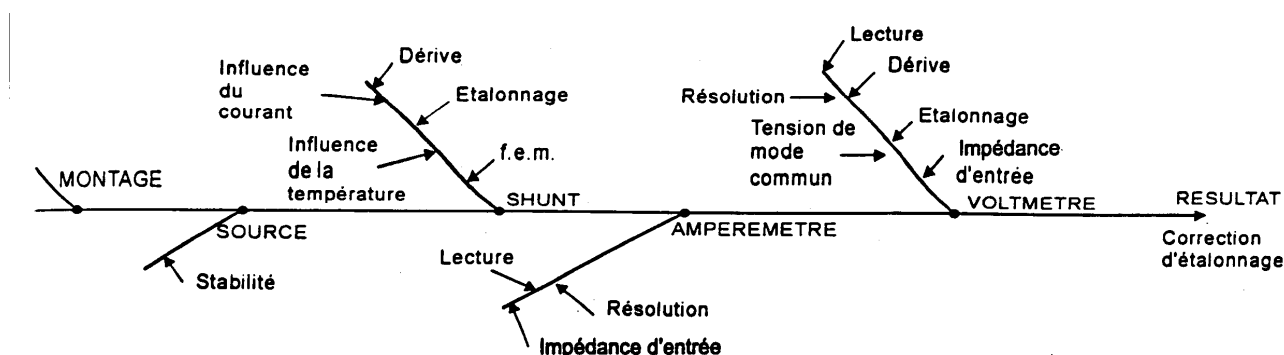 Lecture
Dérive
Influence
du
courant
Dérive
Résolution
Etalonnage
Etalonnage
Tension de
mode
commun
Influence
de la
température
f.e.m.
Impédance
d'entrée
MONTAGE
SHUNT
VOLTMETRE
RESULTAT
SOURCE
AMPEREMETRE
Correction
d'étalonnage
Lecture
Stabilité
Résolution
Impédance d'entrée